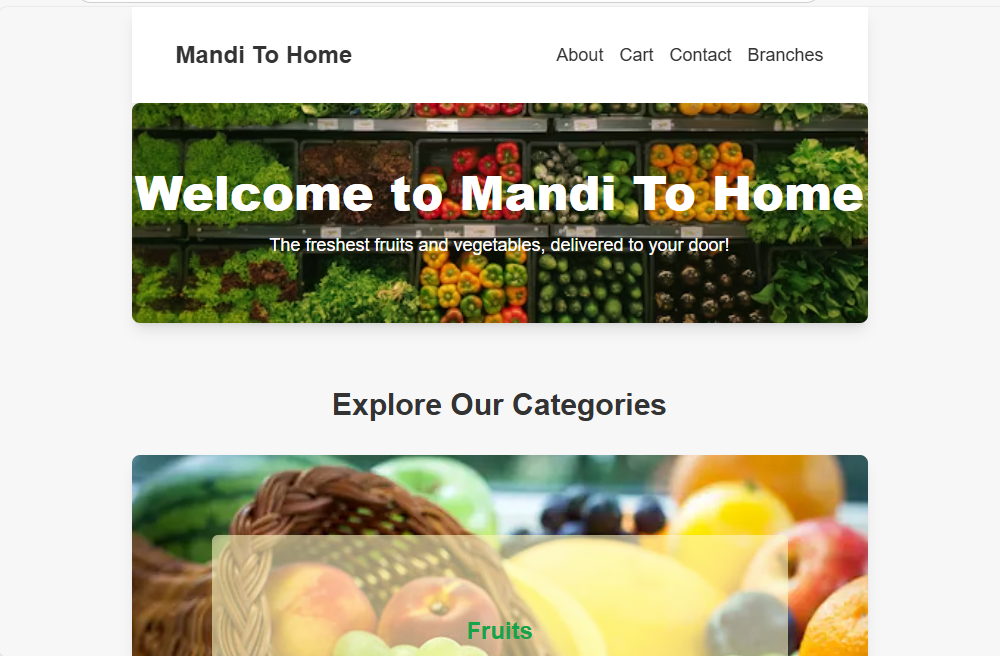 Mandi To Home
About Cart Contact Branches
Welcome to Mandi To Home
The freshest fruits and vegetables, delivered to your door!
Explore Our Categories
Fruits